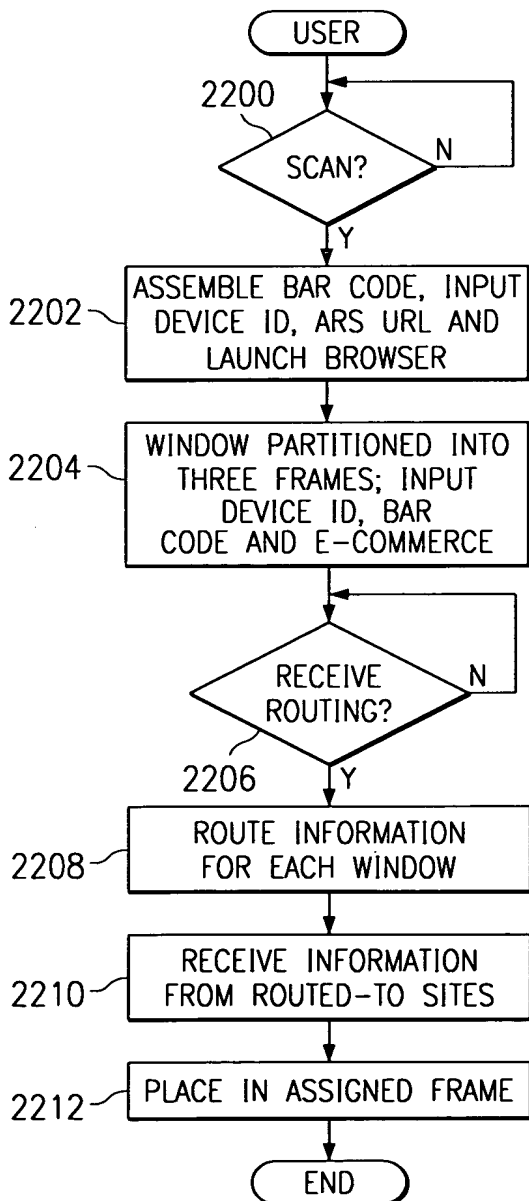 USER
2200
SCAN?
N
Y
2202
ASSEMBLE BAR CODE, INPUT
DEVICE ID, ARS URL AND
LAUNCH BROWSER
2204
WINDOW PARTITIONED INTO
THREE FRAMES; INPUT
DEVICE ID, BAR
CODE AND E-COMMERCE
RECEIVE
ROUTING?
N
2206
Y
2208
ROUTE INFORMATION
FOR EACH WINDOW
2210
RECEIVE INFORMATION
FROM ROUTED-TO SITES
2212
PLACE IN ASSIGNED FRAME
END